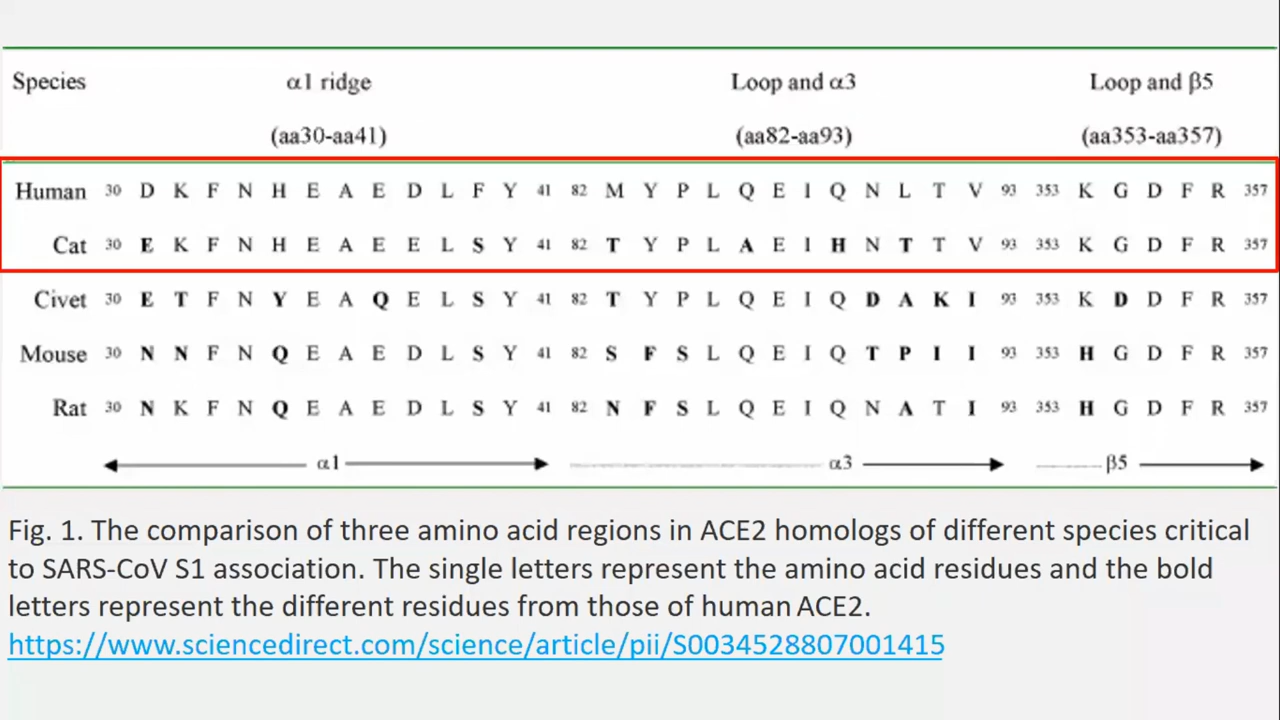 Species α1 ridge Loop and α3 Loop and β5
(aa30-aa41) (aa82-aa93) (aa353-aa357)
Human 30 D K F N H E A E D L F Y 41 82 M Y P L Q E I Q N L T V 93 353 K G D F R 357
Cat 30 E K F N H E A E E L S Y 41 82 T Y P L A E I H N T T V 93 353 K G D F R 357
Civet 30 E T F N Y E A Q E L S Y 41 82 T Y P L Q E I Q D A K I 93 353 K D D F R 357
Mouse 30 N N F N Q E A E D L S Y 41 82 S F S L Q E I Q T P I I 93 353 H G D F R 357
Rat 30 N K F N Q E A E D L S Y 41 82 N F S L Q E I Q N A T I 93 353 H G D F R 357
α1 α3 β5
Fig. 1. The comparison of three amino acid regions in ACE2 homologs of different species critical
to SARS-CoV S1 association. The single letters represent the amino acid residues and the bold
letters represent the different residues from those of human ACE2.
https://www.sciencedirect.com/science/article/pii/S0034528807001415